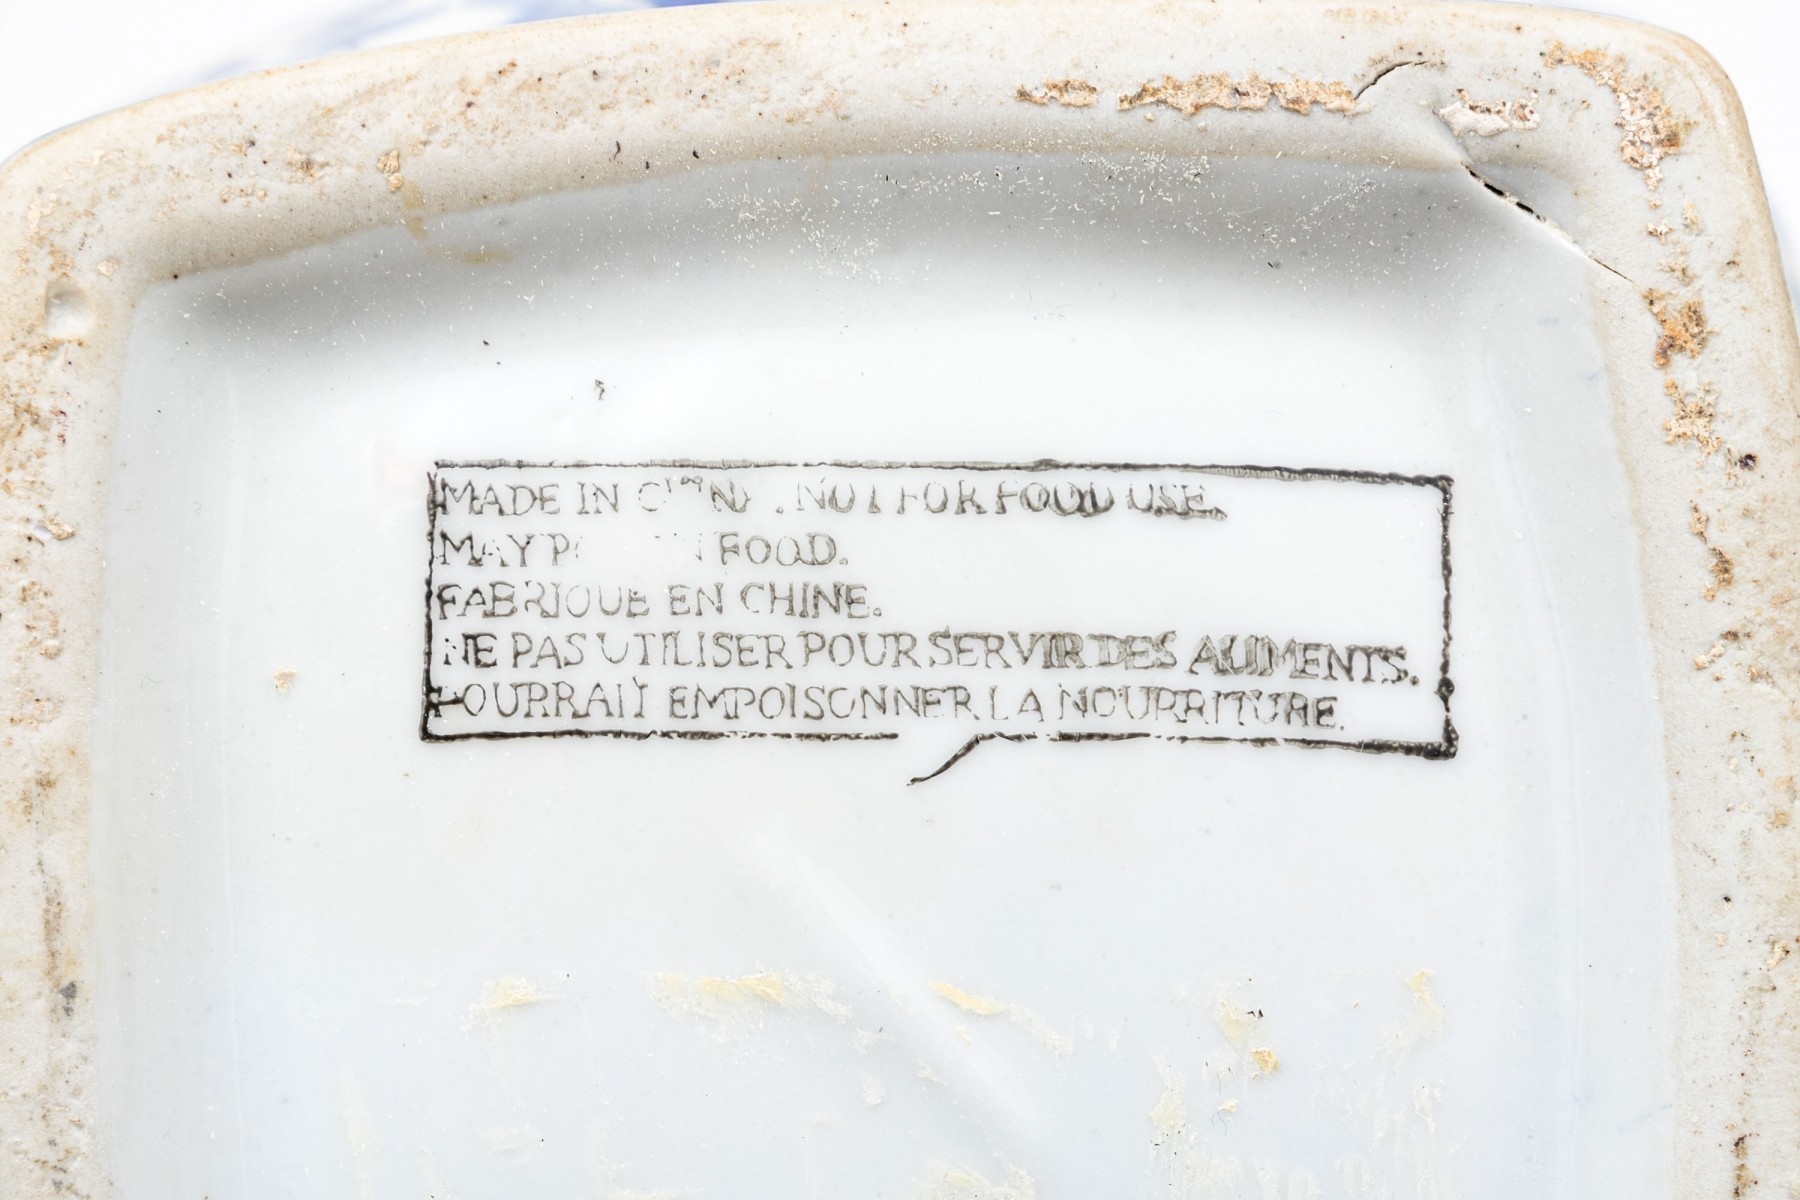 MADE IN CHINA. NOT FOR FOOD USE.
MAY FOOD.
FABRIQUE EN CHINE.
NE PAS UTILISER POUR SERVIR DES ALIMENTS.
POURRAIT EMPOISONNER LA NOURRITURE.